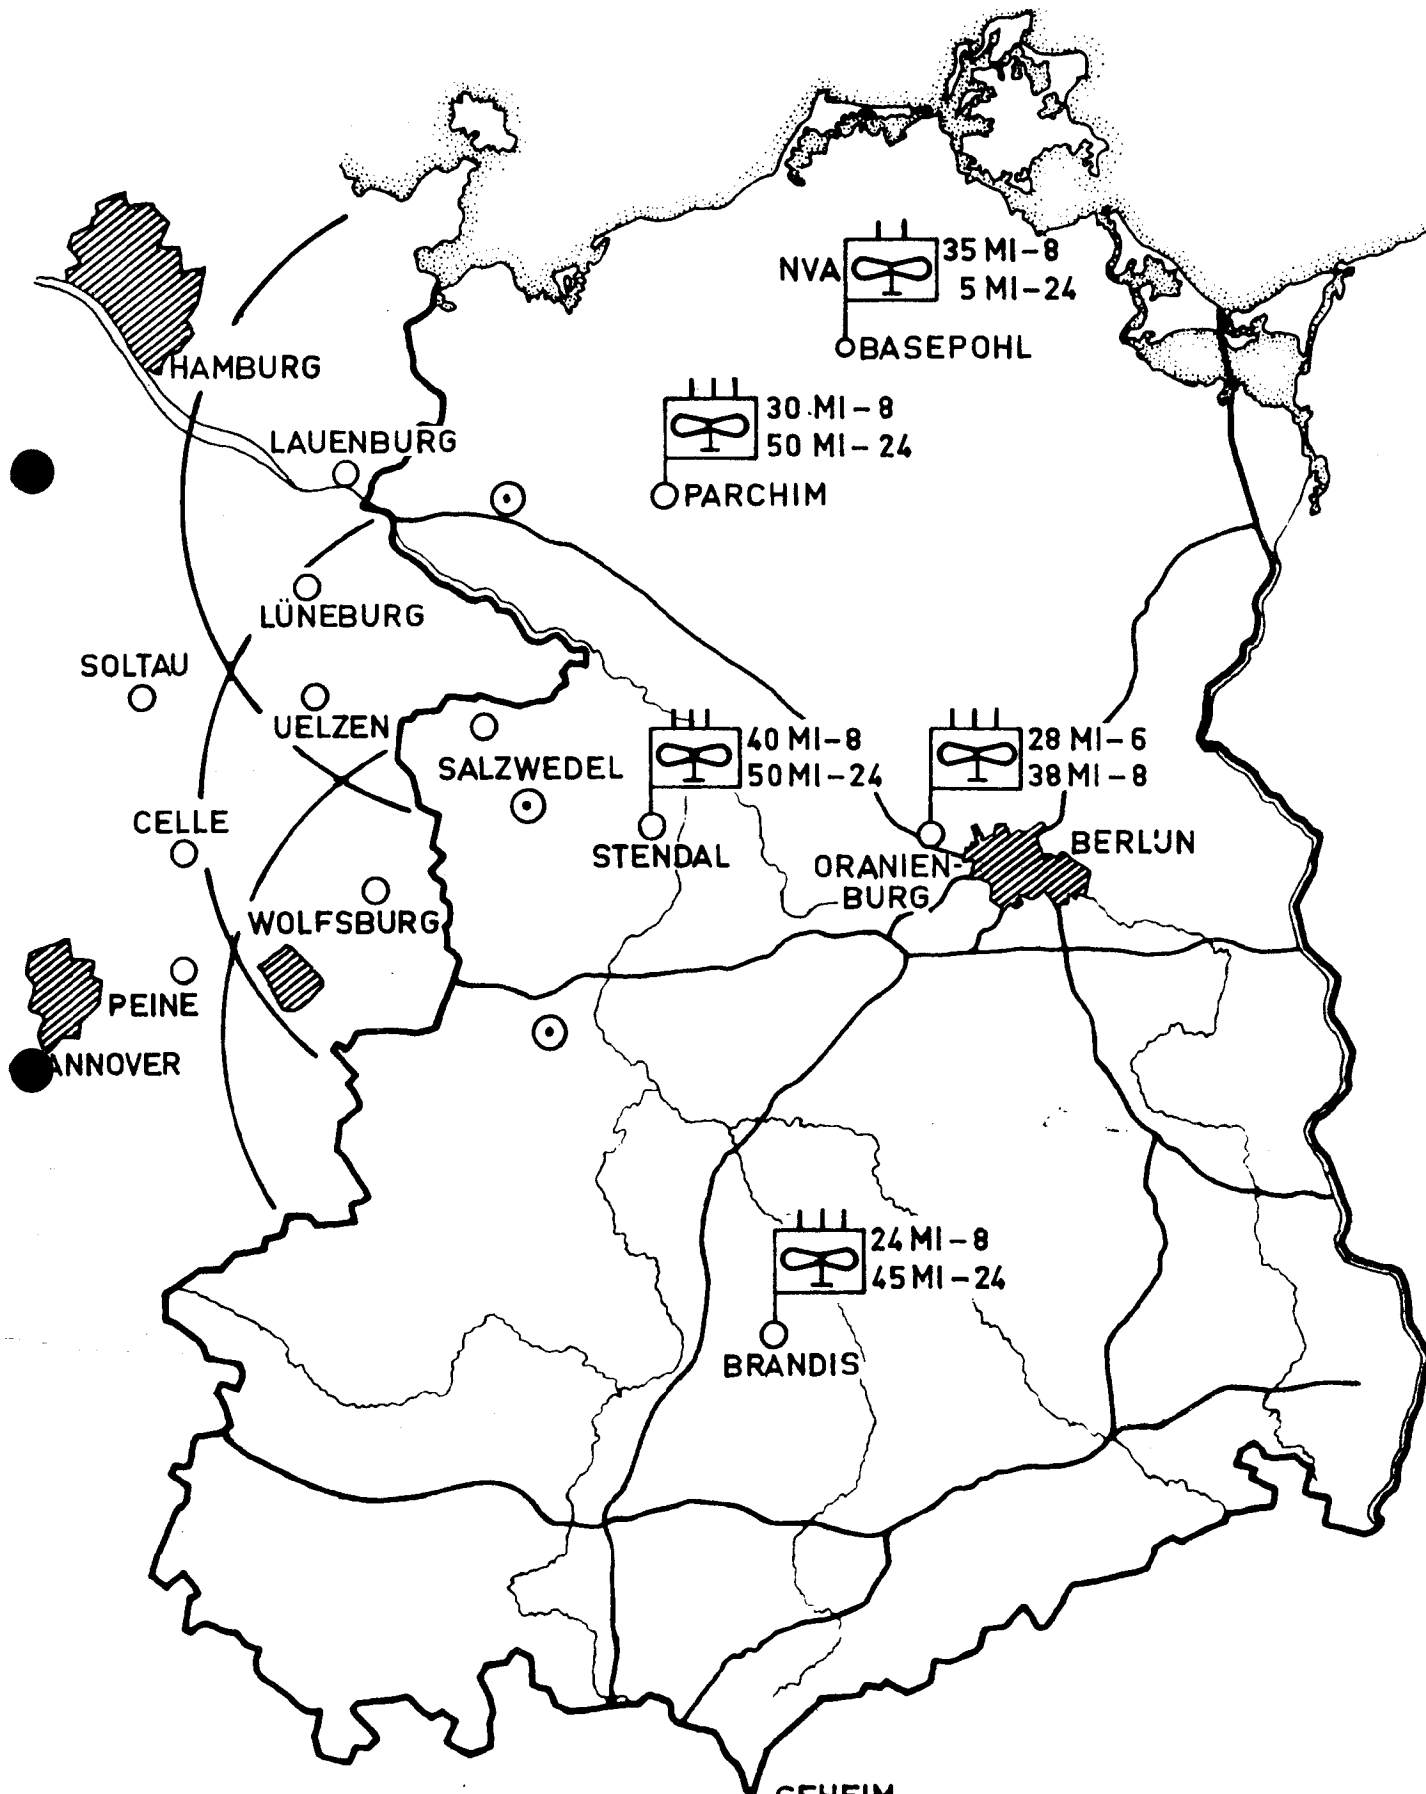 NVA
35 MI-8
5 MI-24
BASEPOHL
HAMBURG
30 MI-8
50 MI-24
PARCHIM
LAUENBURG
LÜNEBURG
SOLTAU
UELZEN
SALZWEDEL
40 MI-8
50 MI-24
STENDAL
28 MI-6
38 MI-8
ORANIEN-
BURG
BERLIJN
CELLE
WOLFSBURG
PEINE
ANNOVER
24 MI-8
45 MI-24
BRANDIS
GEHEIM